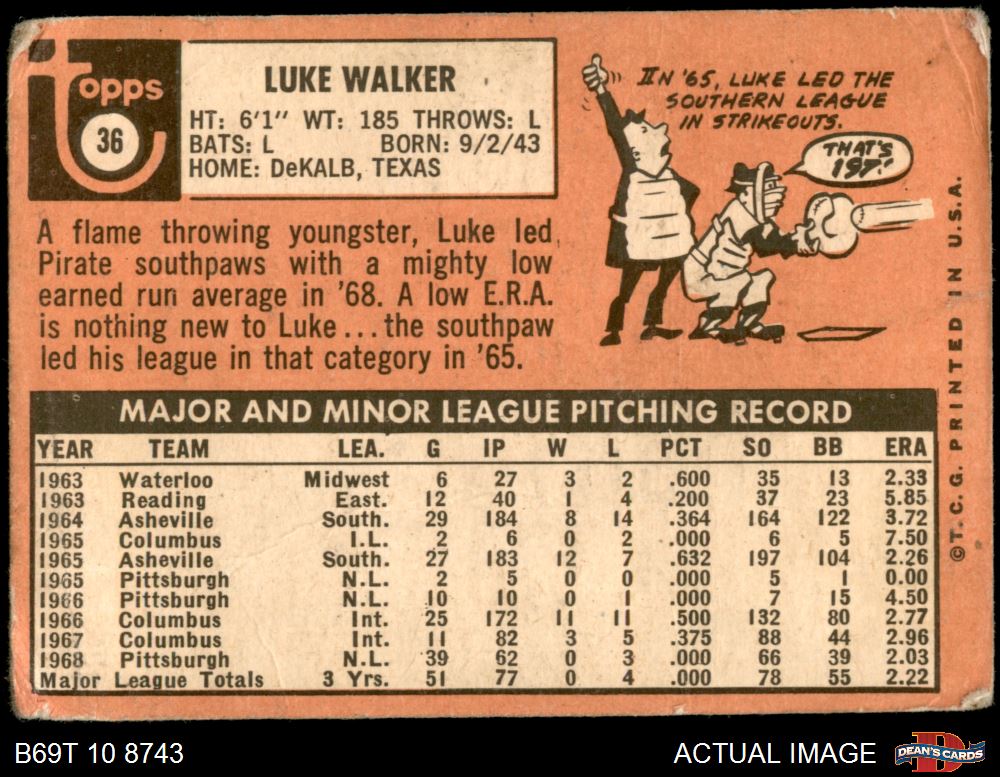 topps
36
LUKE WALKER
HT: 6'1" WT: 185 THROWS: L
BATS: L BORN: 9/2/43
HOME: DeKALB, TEXAS
IN '65, LUKE LED THE
SOUTHERN LEAGUE
IN STRIKEOUTS.
THAT'S
197!
A flame throwing youngster, Luke led
Pirate southpaws with a mighty low
earned run average in '68. A low E.R.A.
is nothing new to Luke...the southpaw
led his league in that category in '65.
MAJOR AND MINOR LEAGUE PITCHING RECORD
YEAR TEAM LEA. G IP W L PCT SO BB ERA
1963 Waterloo Midwest 6 27 3 2 .600 35 13 2.33
1963 Reading East. 12 40 1 4 .200 37 23 5.85
1964 Asheville South. 29 184 8 14 .364 164 122 3.72
1965 Columbus I.L. 2 6 0 2 .000 6 5 7.50
1965 Asheville South. 27 183 12 7 .632 197 104 2.26
1965 Pittsburgh N.L. 2 5 0 0 .000 5 1 0.00
1966 Pittsburgh N.L. 10 10 0 1 .000 7 15 4.50
1966 Columbus Int. 25 172 11 11 .500 132 80 2.77
1967 Columbus Int. 11 82 3 5 .375 88 44 2.96
1968 Pittsburgh N.L. 39 62 0 3 .000 66 39 2.03
Major League Totals 3 Yrs. 51 77 0 4 .000 78 55 2.22
©T.C.G. PRINTED IN U.S.A.
B69T 10 8743
ACTUAL IMAGE
D
DEAN'S CARDS